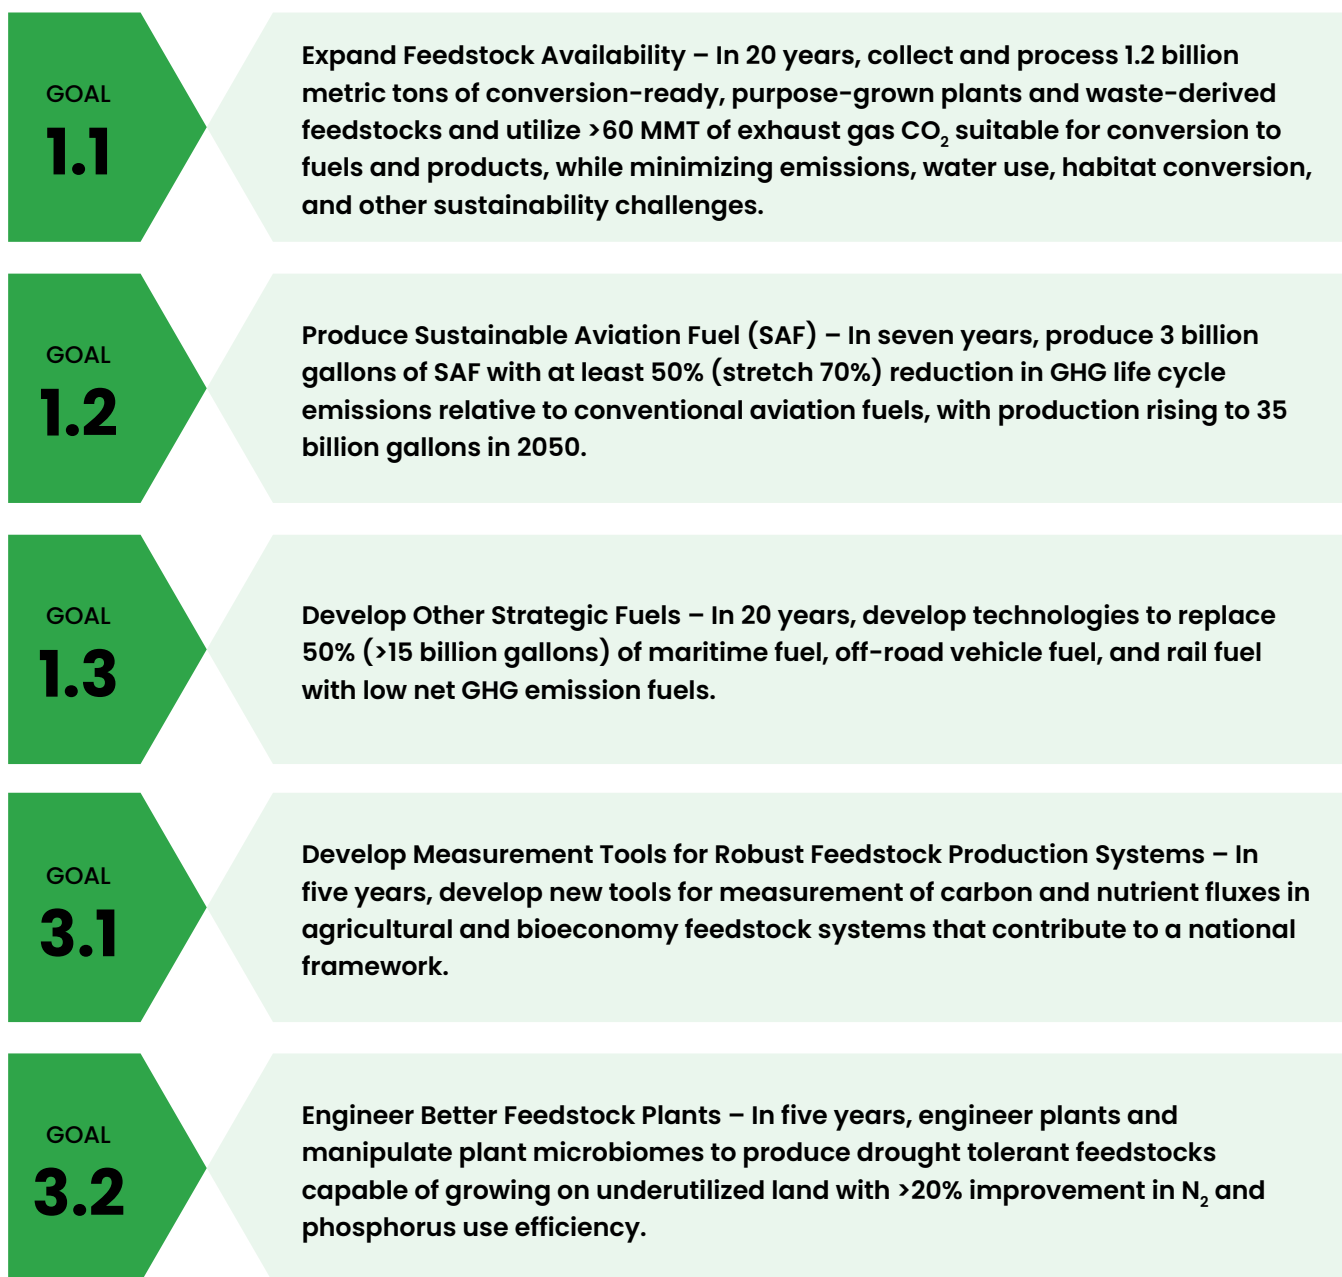 GOAL
1.1
Expand Feedstock Availability – In 20 years, collect and process 1.2 billion
metric tons of conversion-ready, purpose-grown plants and waste-derived
feedstocks and utilize >60 MMT of exhaust gas CO₂ suitable for conversion to
fuels and products, while minimizing emissions, water use, habitat conversion,
and other sustainability challenges.
GOAL
1.2
Produce Sustainable Aviation Fuel (SAF) – In seven years, produce 3 billion
gallons of SAF with at least 50% (stretch 70%) reduction in GHG life cycle
emissions relative to conventional aviation fuels, with production rising to 35
billion gallons in 2050.
GOAL
1.3
Develop Other Strategic Fuels – In 20 years, develop technologies to replace
50% (>15 billion gallons) of maritime fuel, off-road vehicle fuel, and rail fuel
with low net GHG emission fuels.
GOAL
3.1
Develop Measurement Tools for Robust Feedstock Production Systems – In
five years, develop new tools for measurement of carbon and nutrient fluxes in
agricultural and bioeconomy feedstock systems that contribute to a national
framework.
GOAL
3.2
Engineer Better Feedstock Plants – In five years, engineer plants and
manipulate plant microbiomes to produce drought tolerant feedstocks
capable of growing on underutilized land with >20% improvement in N₂ and
phosphorus use efficiency.